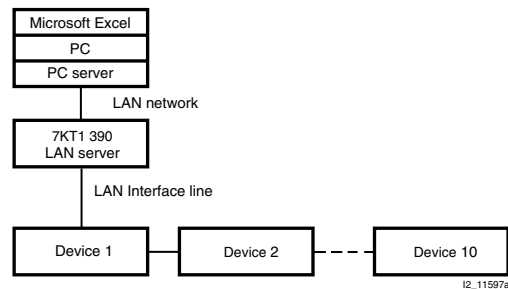 Microsoft Excel
PC
PC server
LAN network
7KT1 390
LAN server
LAN Interface line
Device 1
Device 2
Device 10
I2_11597a